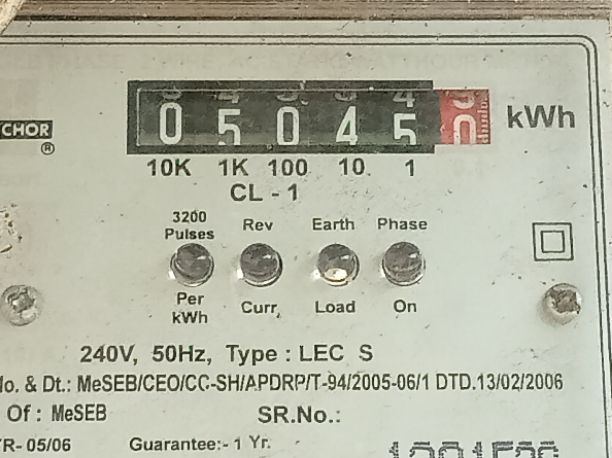 CHOR
®
0 5 0 4 5 0 kWh
10K 1K 100 10. 1
CL - 1
3200 Pulses Rev Earth Phase
Per kWh Curr. Load On
240V, 50Hz, Type : LEC S
No. & Dt.: MeSEB/CEO/CC-SH/APDRP/T-94/2005-06/1 DTD.13/02/2006
Of : MeSEB SR.No.:
R- 05/06 Guarantee:- 1 Yr.